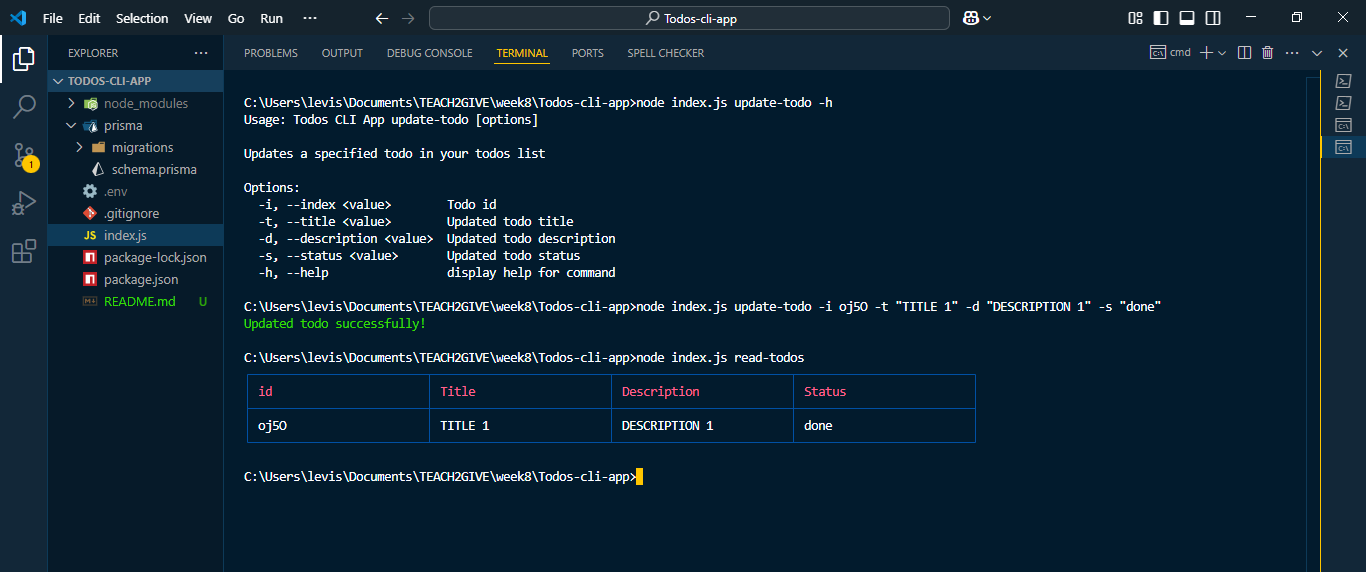 File Edit Selection View Go Run ··· Todos-cli-app
EXPLORER ···
TODOS-CLI-APP
node_modules
prisma
migrations
schema.prisma
.env
.gitignore
JS index.js
package-lock.json
package.json
README.md U
1
PROBLEMS OUTPUT DEBUG CONSOLE TERMINAL PORTS SPELL CHECKER cmd
C:\Users\levis\Documents\TEACH2GIVE\week8\Todos-cli-app>node index.js update-todo -h
Usage: Todos CLI App update-todo [options]
Updates a specified todo in your todos list
Options:
-i, --index <value> Todo id
-t, --title <value> Updated todo title
-d, --description <value> Updated todo description
-s, --status <value> Updated todo status
-h, --help display help for command
C:\Users\levis\Documents\TEACH2GIVE\week8\Todos-cli-app>node index.js update-todo -i oj5O -t "TITLE 1" -d "DESCRIPTION 1" -s "done"
Updated todo successfully!
C:\Users\levis\Documents\TEACH2GIVE\week8\Todos-cli-app>node index.js read-todos
id Title Description Status
oj5O TITLE 1 DESCRIPTION 1 done
C:\Users\levis\Documents\TEACH2GIVE\week8\Todos-cli-app>